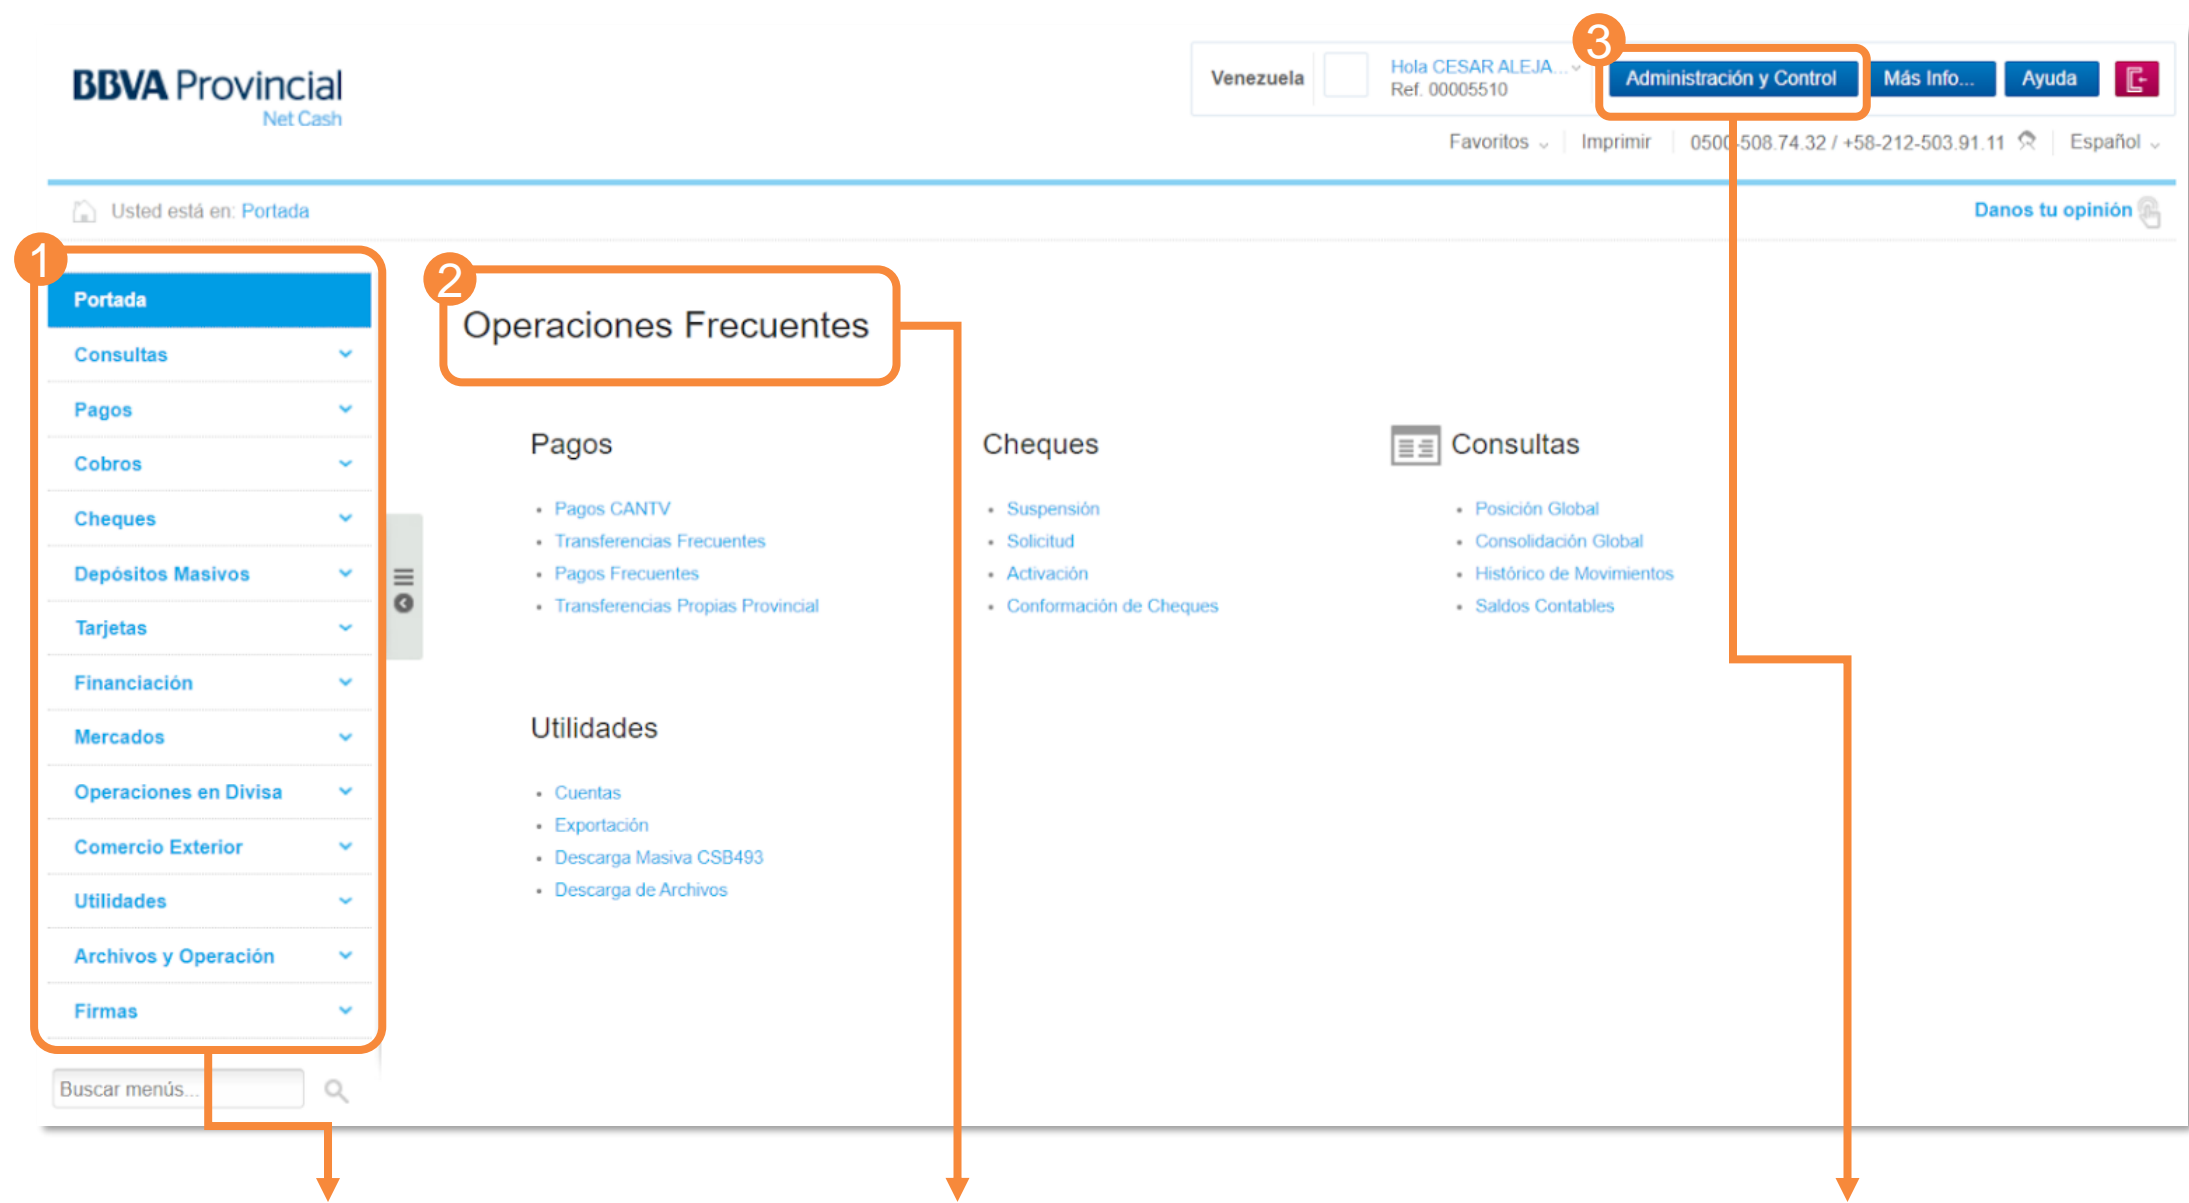 BBVA Provincial
Net Cash
Venezuela
Hola CESAR ALEJA...
Ref. 00005510
3
Administración y Control
Más Info...
Ayuda
Favoritos
Imprimir
0500-508.74.32 / +58-212-503.91.11
Español
Usted está en: Portada
Danos tu opinión
1
Portada
Consultas
Pagos
Cobros
Cheques
Depósitos Masivos
Tarjetas
Financiación
Mercados
Operaciones en Divisa
Comercio Exterior
Utilidades
Archivos y Operación
Firmas
Buscar menús...
2
Operaciones Frecuentes
Pagos
• Pagos CANTV
• Transferencias Frecuentes
• Pagos Frecuentes
• Transferencias Propias Provincial
Cheques
• Suspensión
• Solicitud
• Activación
• Conformación de Cheques
Consultas
• Posición Global
• Consolidación Global
• Histórico de Movimientos
• Saldos Contables
Utilidades
• Cuentas
• Exportación
• Descarga Masiva CSB493
• Descarga de Archivos